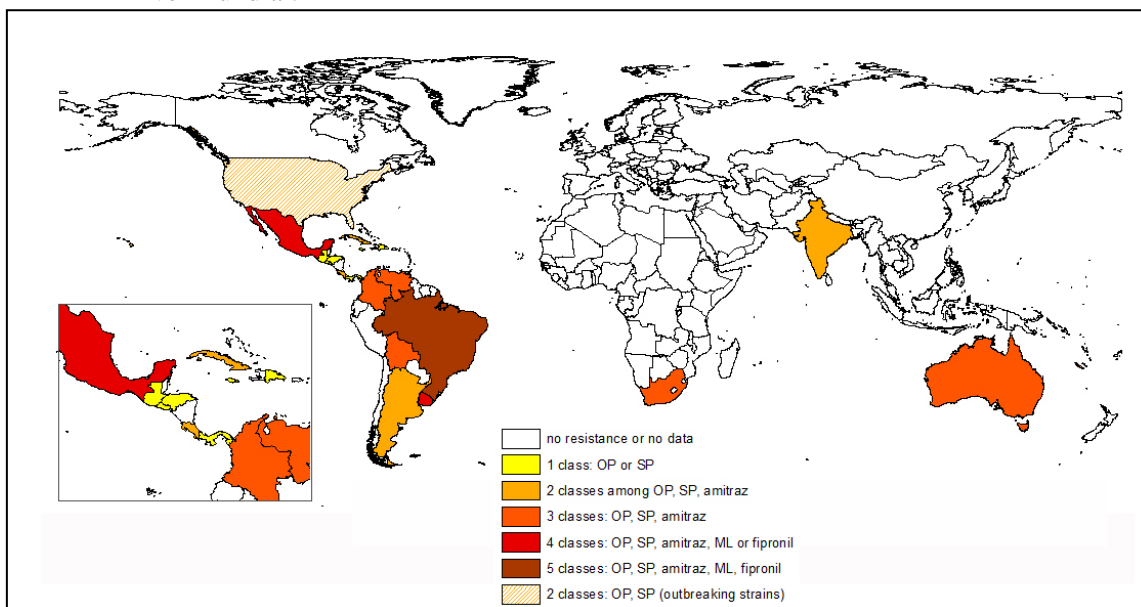 no resistance or no data
1 class: OP or SP
2 classes among OP, SP, amitraz
3 classes: OP, SP, amitraz
4 classes: OP, SP, amitraz, ML or fipronil
5 classes: OP, SP, amitraz, ML, fipronil
2 classes: OP, SP (outbreaking strains)